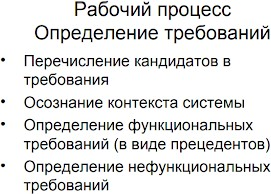 Рабочий процесс
Определение требований
• Перечисление кандидатов в
требования
• Осознание контекста системы
• Определение функциональных
требований (в виде прецедентов)
• Определение нефункциональных
требований